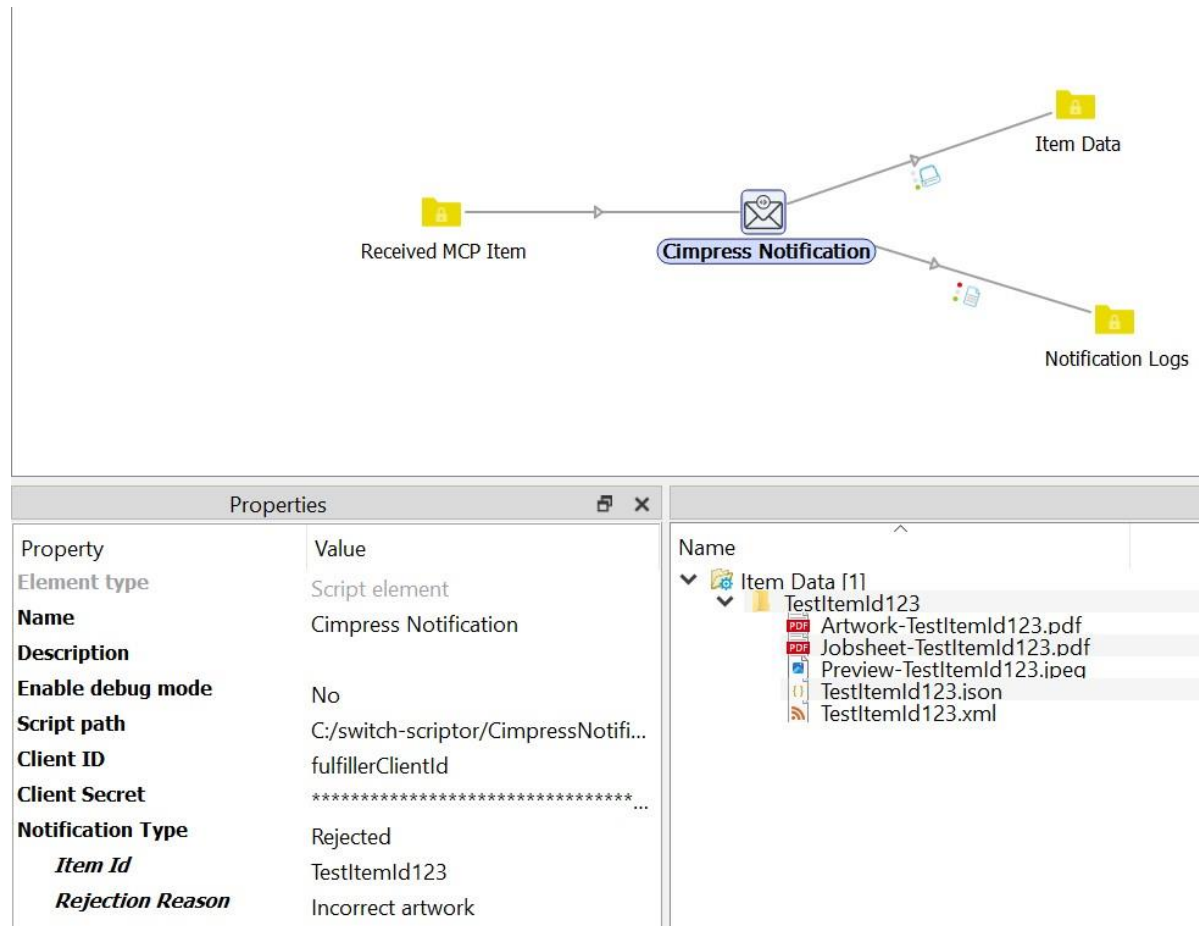 Item Data
Received MCP Item
Cimpress Notification
Notification Logs
Properties
Property Value
Element type Script element
Name Cimpress Notification
Description
Enable debug mode No
Script path C:/switch-scriptor/CimpressNotifi...
Client ID fulfillerClientId
Client Secret *********************************...
Notification Type Rejected
Item Id TestItemId123
Rejection Reason Incorrect artwork
Name
Item Data [1]
TestItemId123
Artwork-TestItemId123.pdf
Jobsheet-TestItemId123.pdf
Preview-TestItemId123.jpeg
TestItemId123.json
TestItemId123.xml